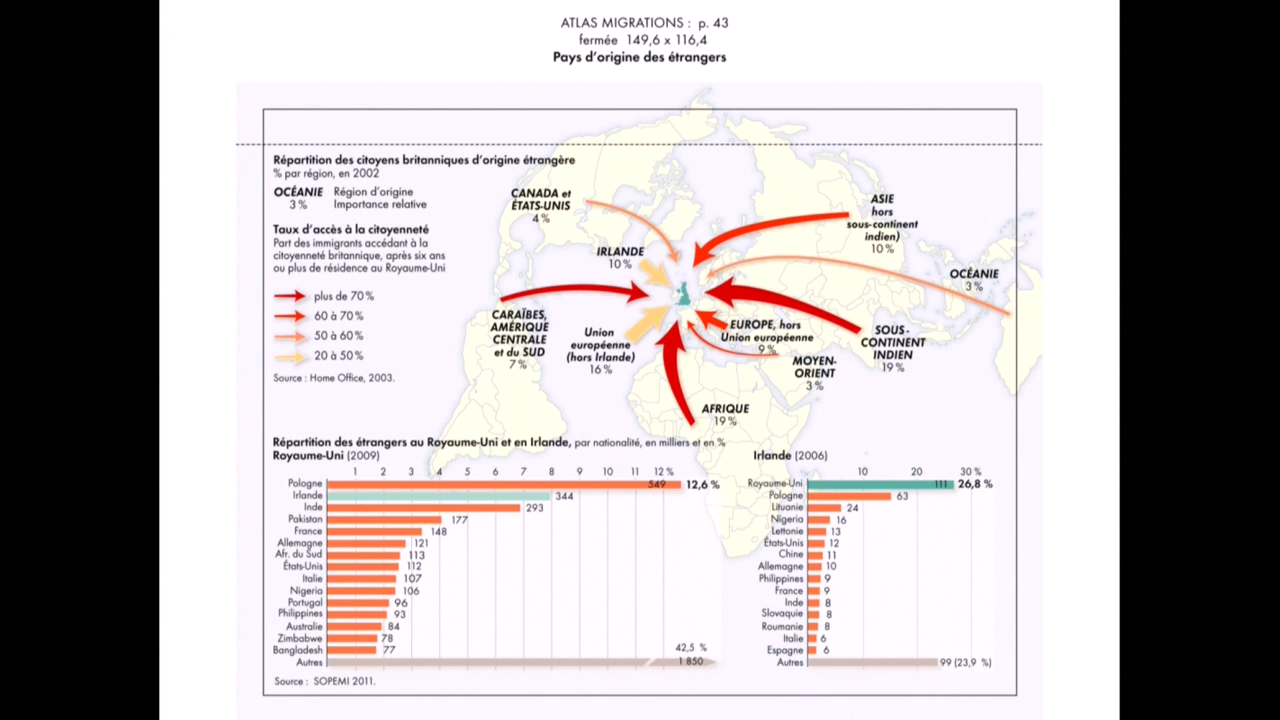 ATLAS MIGRATIONS : p. 43
fermée 149,6 x 116,4
Pays d'origine des étrangers
Répartition des citoyens britanniques d'origine étrangère
% par région, en 2002
OCÉANIE Région d'origine
3 % Importance relative
Taux d'accès à la citoyenneté
Part des immigrants accédant à la
citoyenneté britannique, après six ans
ou plus de résidence au Royaume-Uni
plus de 70 %
60 à 70 %
50 à 60 %
20 à 50 %
Source : Home Office, 2003.
CANADA et
ÉTATS-UNIS
4 %
IRLANDE
10 %
ASIE
hors
sous-continent
indien)
10 %
OCÉANIE
3 %
CARAÏBES,
AMÉRIQUE
CENTRALE
et du SUD
7 %
Union
européenne
(hors Irlande)
16 %
EUROPE, hors
Union européenne
9 %
MOYEN-
ORIENT
3 %
SOUS-
CONTINENT
INDIEN
19 %
AFRIQUE
19 %
Répartition des étrangers au Royaume-Uni et en Irlande, par nationalité, en milliers et en %
Royaume-Uni (2009)
1 2 3 4 5 6 7 8 9 10 11 12 %
Pologne 549 12,6 %
Irlande 344
Inde 293
Pakistan 177
France 148
Allemagne 121
Afr. du Sud 113
États-Unis 112
Italie 107
Nigeria 106
Portugal 96
Philippines 93
Australie 84
Zimbabwe 78
Bangladesh 77
42,5 %
Autres 1 850
Source : SOPEMI 2011.
Irlande (2006)
10 20 30 %
Royaume-Uni 111 26,8 %
Pologne 63
Lituanie 24
Nigeria 16
Lettonie 13
États-Unis 12
Chine 11
Allemagne 10
Philippines 9
France 9
Inde 8
Slovaquie 8
Roumanie 8
Italie 6
Espagne 6
Autres 99 (23,9 %)